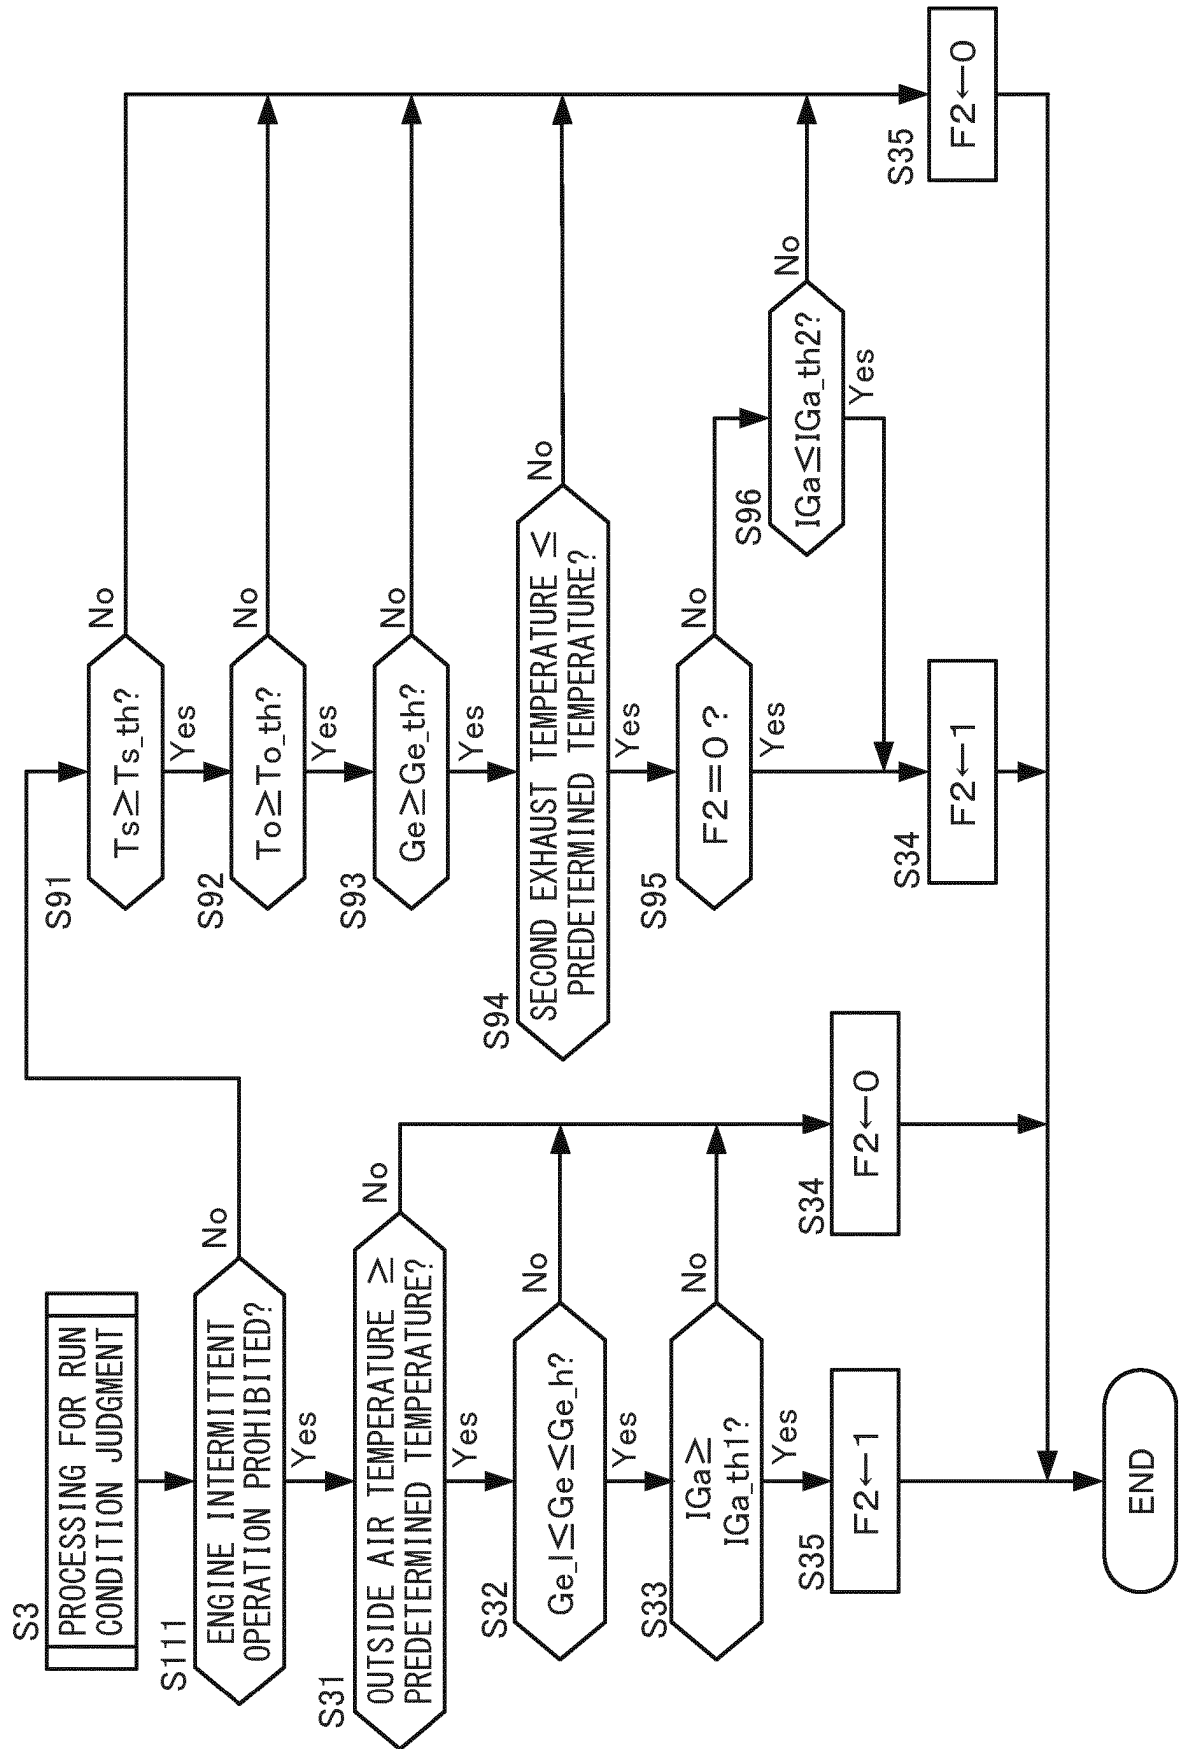 S3
PROCESSING FOR RUN
CONDITION JUDGMENT
S111
ENGINE INTERMITTENT
OPERATION PROHIBITED?
No
Yes
S31
OUTSIDE AIR TEMPERATURE ≥
PREDETERMINED TEMPERATURE?
No
Yes
S32
Ge_l≤Ge≤Ge_h?
No
Yes
S33
IGa≥
IGa_th1?
No
Yes
S35
F2←1
S34
F2←0
S91
Ts≥Ts_th?
No
Yes
S92
To≥To_th?
No
Yes
S93
Ge≥Ge_th?
No
Yes
S94
SECOND EXHAUST TEMPERATURE ≤
PREDETERMINED TEMPERATURE?
No
Yes
S95
F2=0?
No
Yes
S96
IGa≤IGa_th2?
No
Yes
S34
F2←1
S35
F2←0
END